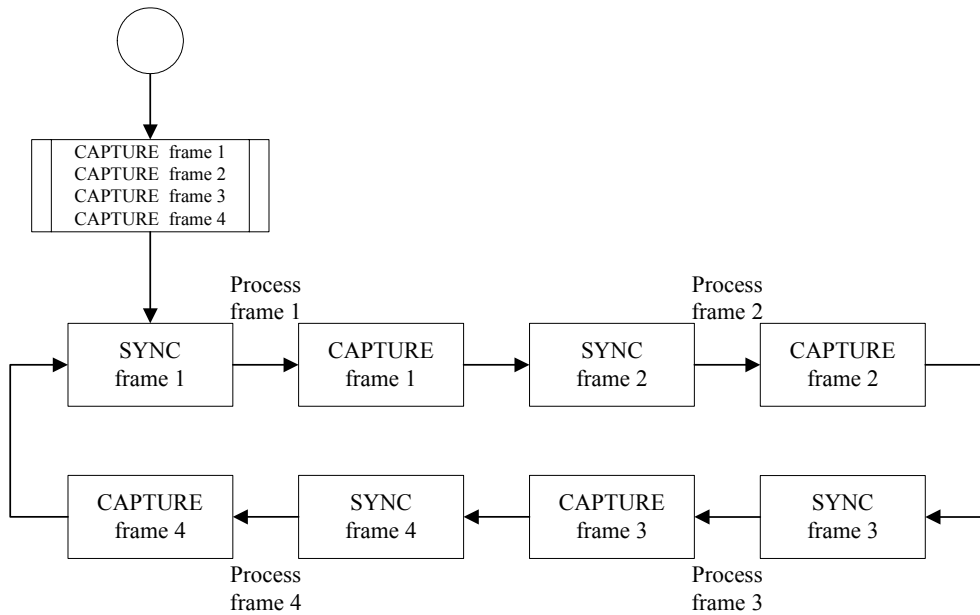 CAPTURE frame 1
CAPTURE frame 2
CAPTURE frame 3
CAPTURE frame 4
Process
frame 1
Process
frame 2
SYNC
frame 1
CAPTURE
frame 1
SYNC
frame 2
CAPTURE
frame 2
CAPTURE
frame 4
SYNC
frame 4
CAPTURE
frame 3
SYNC
frame 3
Process
frame 4
Process
frame 3